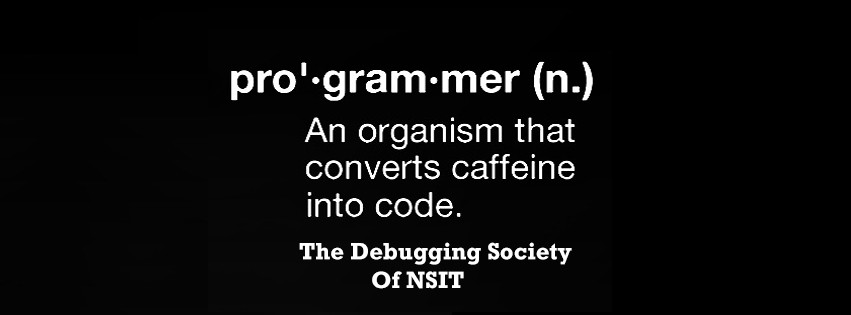 pro'·gram·mer (n.)
An organism that
converts caffeine
into code.
The Debugging Society
Of NSIT